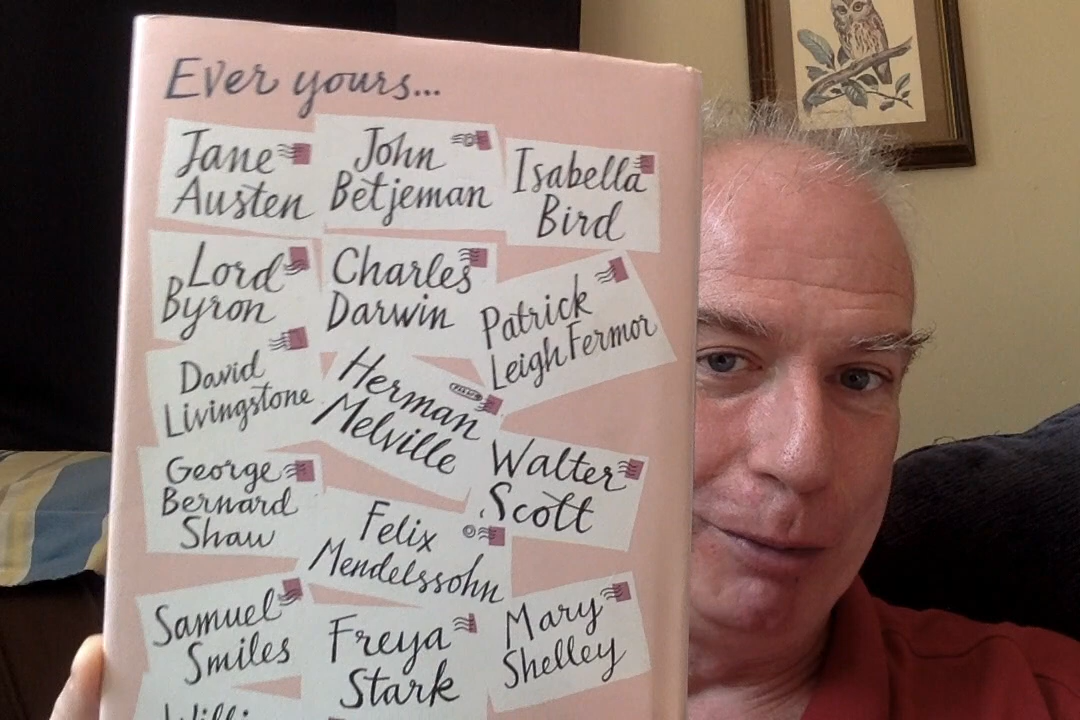 Ever yours...
Jane
Austen
John
Betjeman
Isabella
Bird
Lord
Byron
Charles
Darwin
Patrick
Leigh Fermor
David
Livingstone
Herman
Melville
Walter
Scott
George
Bernard
Shaw
Felix
Mendelssohn
Samuel
Smiles
Freya
Stark
Mary
Shelley